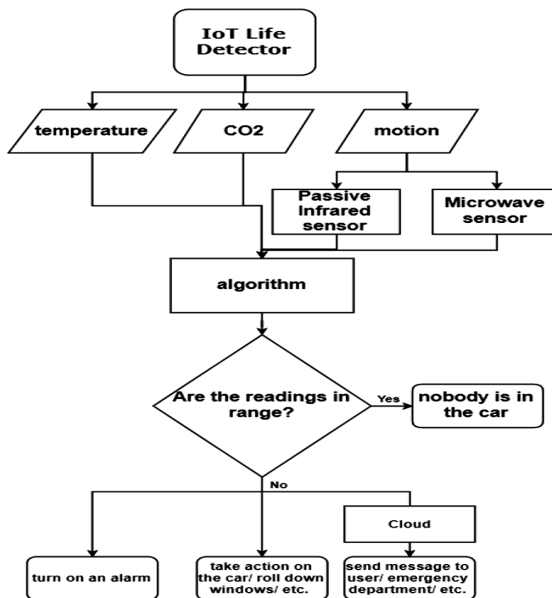 IoT Life
Detector
temperature
CO2
motion
Passive
Infrared
sensor
Microwave
sensor
algorithm
Are the readings in
range?
Yes
nobody is in
the car
No
Cloud
turn on an alarm
take action on
the car/ roll down
windows/ etc.
send message to
user/ emergency
department/ etc.